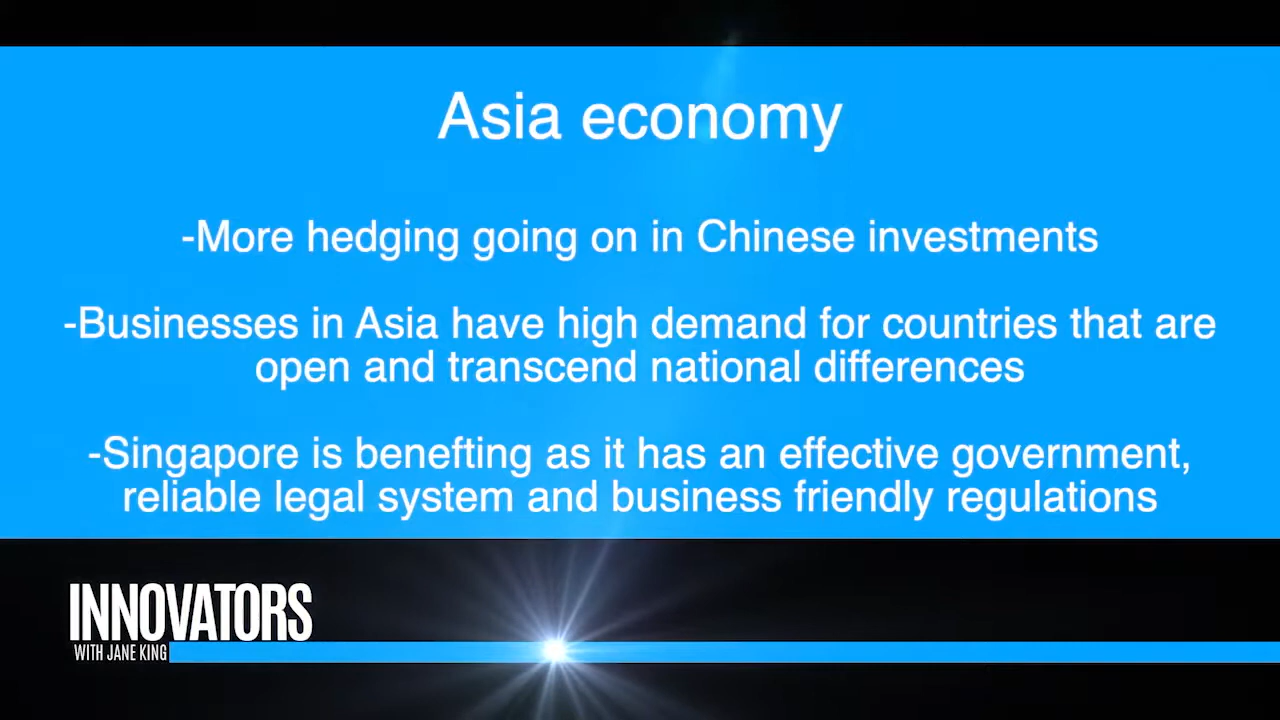 Asia economy
-More hedging going on in Chinese investments
-Businesses in Asia have high demand for countries that are
open and transcend national differences
-Singapore is benefting as it has an effective government,
reliable legal system and business friendly regulations
INNOVATORS
WITH JANE KING